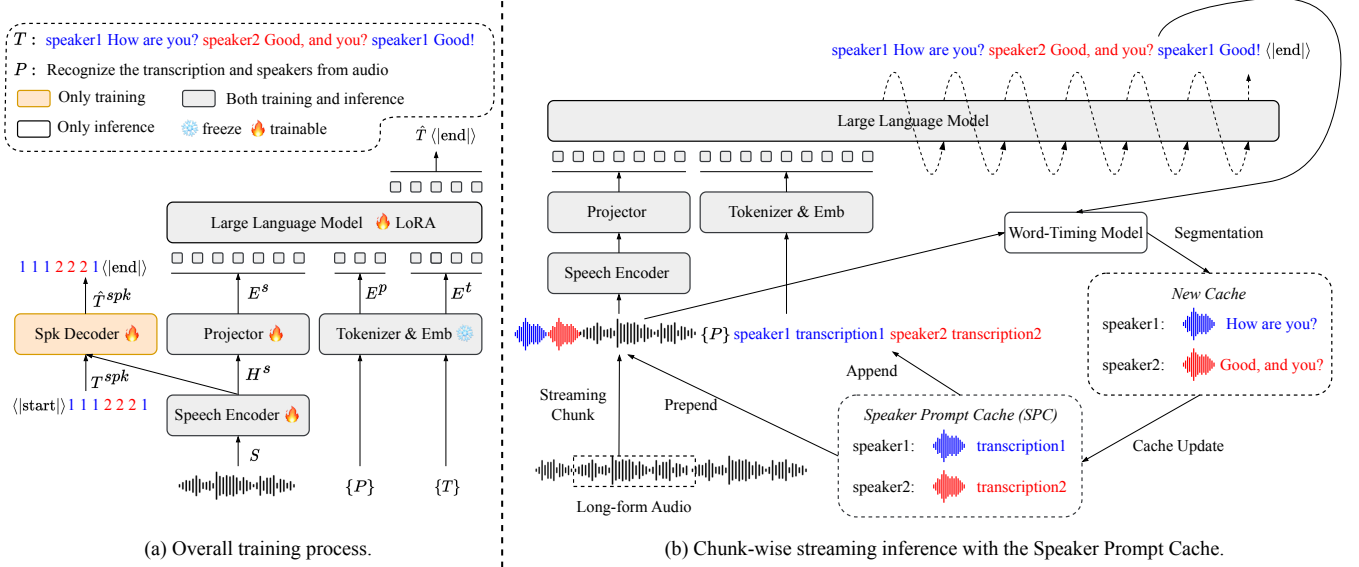 T : speaker1 How are you? speaker2 Good, and you? speaker1 Good!
P : Recognize the transcription and speakers from audio
Only training
Both training and inference
Only inference
freeze
trainable
T̂ ⟨|end|⟩
Large Language Model LoRA
1 1 1 2 2 2 1 ⟨|end|⟩
T̂^{spk}
E^s
E^p
E^t
Spk Decoder
Projector
Tokenizer & Emb
T^{spk}
H^s
⟨|start|⟩ 1 1 1 2 2 2 1
Speech Encoder
S
{P}
{T}
(a) Overall training process.
speaker1 How are you? speaker2 Good, and you? speaker1 Good! ⟨|end|⟩
Large Language Model
Projector
Tokenizer & Emb
Word-Timing Model
Segmentation
Speech Encoder
New Cache
speaker1: How are you?
speaker2: Good, and you?
{P} speaker1 transcription1 speaker2 transcription2
Append
Streaming
Chunk
Prepend
Speaker Prompt Cache (SPC)
speaker1: transcription1
speaker2: transcription2
Cache Update
Long-form Audio
(b) Chunk-wise streaming inference with the Speaker Prompt Cache.